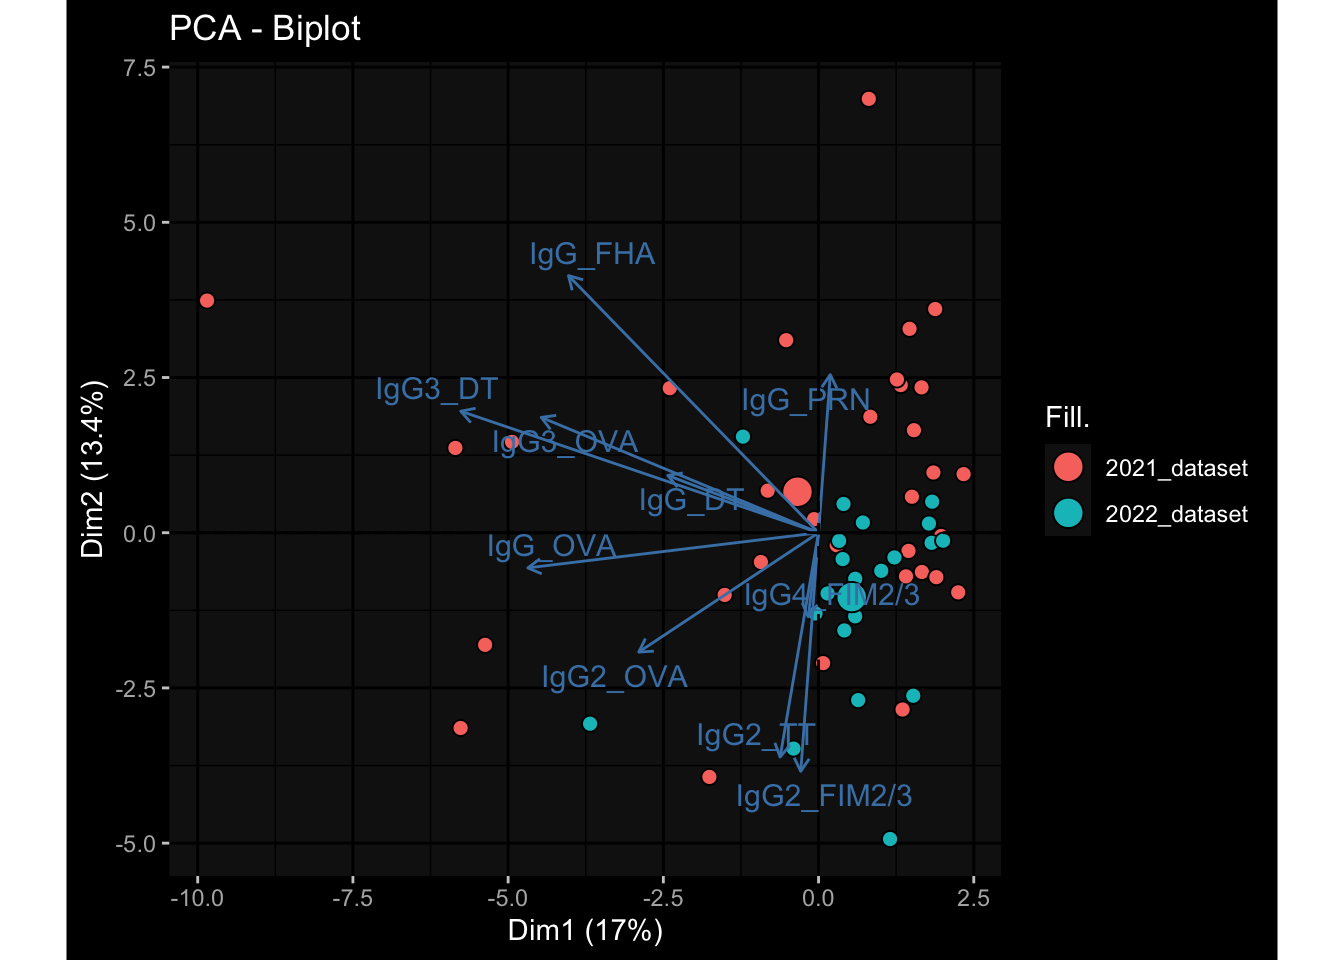 PCA - Biplot
7.5
5.0
2.5
0.0
-2.5
-5.0
Dim2 (13.4%)
IgG_FHA
IgG3_DT
IgG_PRN
IgG3_OVA
IgG_DT
IgG_OVA
IgG4_FIM2/3
IgG2_OVA
IgG2_TT
IgG2_FIM2/3
-10.0
-7.5
-5.0
-2.5
0.0
2.5
Dim1 (17%)
Fill.
2021_dataset
2022_dataset